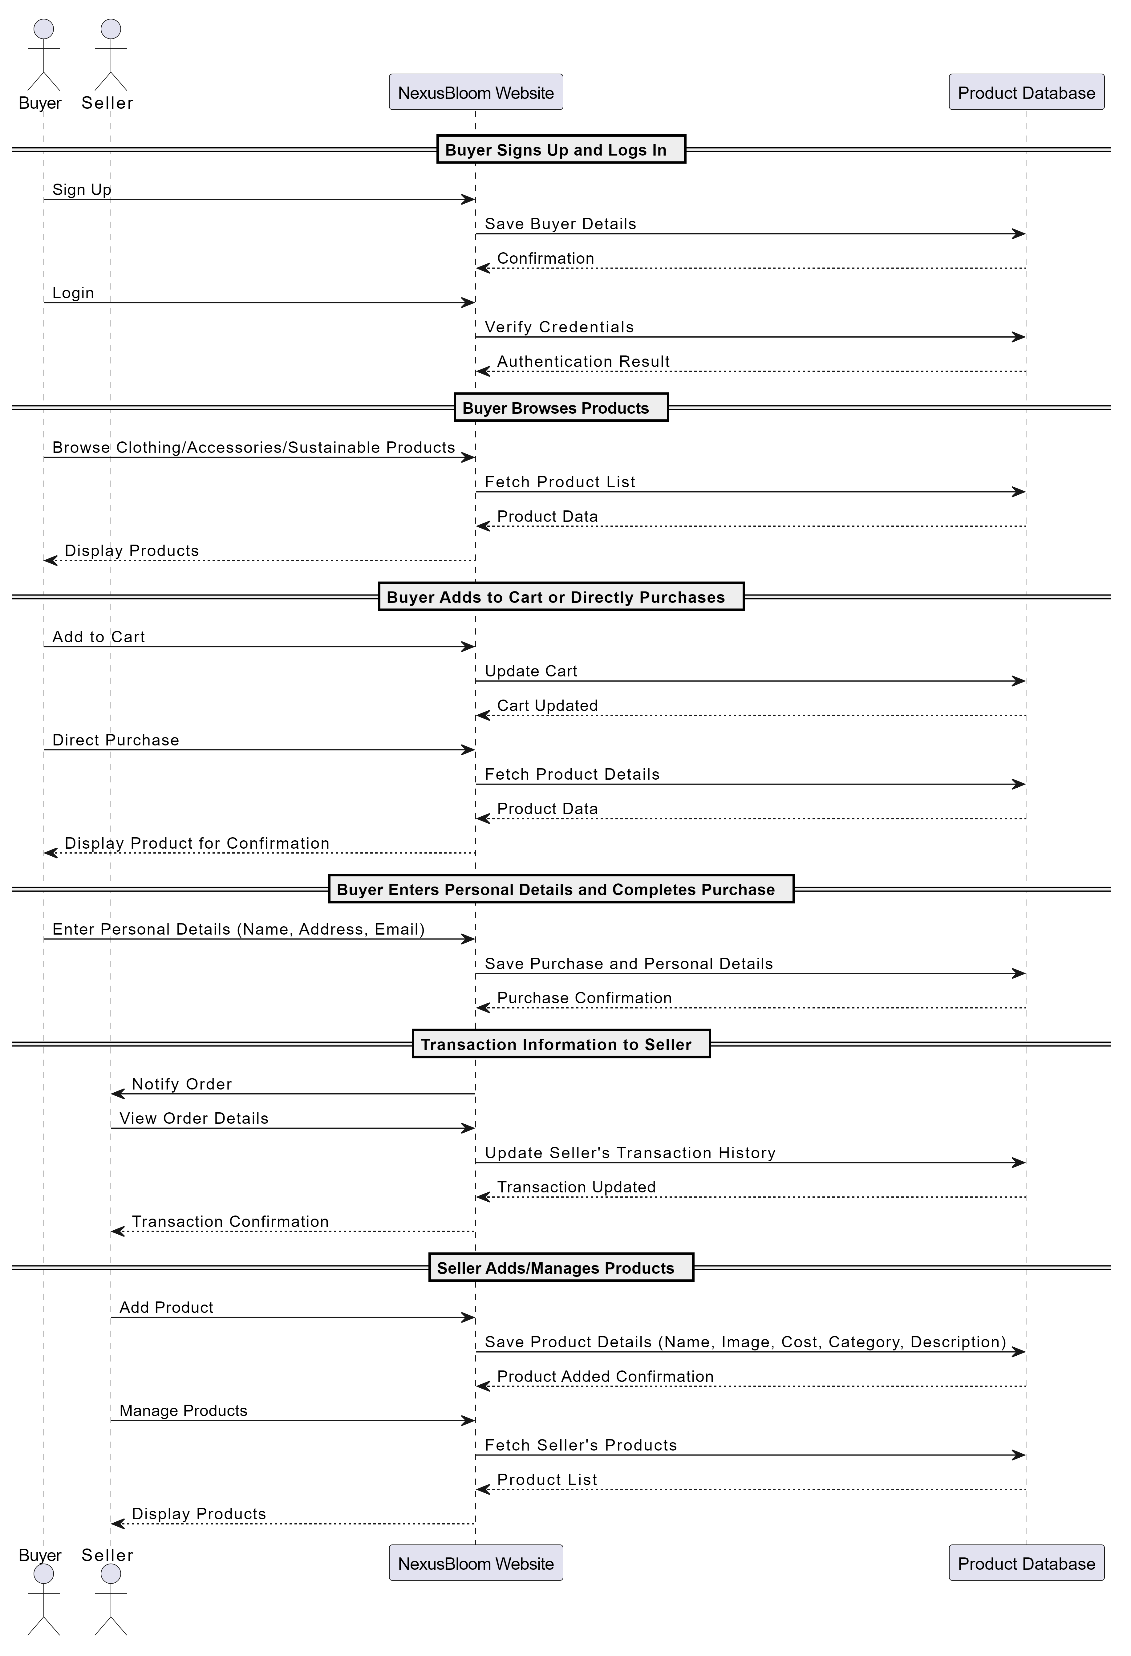 Buyer Seller NexusBloom Website Product Database
Buyer Signs Up and Logs In
Sign Up
Save Buyer Details
Confirmation
Login
Verify Credentials
Authentication Result
Buyer Browses Products
Browse Clothing/Accessories/Sustainable Products
Fetch Product List
Product Data
Display Products
Buyer Adds to Cart or Directly Purchases
Add to Cart
Update Cart
Cart Updated
Direct Purchase
Fetch Product Details
Product Data
Display Product for Confirmation
Buyer Enters Personal Details and Completes Purchase
Enter Personal Details (Name, Address, Email)
Save Purchase and Personal Details
Purchase Confirmation
Transaction Information to Seller
Notify Order
View Order Details
Update Seller's Transaction History
Transaction Updated
Transaction Confirmation
Seller Adds/Manages Products
Add Product
Save Product Details (Name, Image, Cost, Category, Description)
Product Added Confirmation
Manage Products
Fetch Seller's Products
Product List
Display Products
Buyer Seller NexusBloom Website Product Database